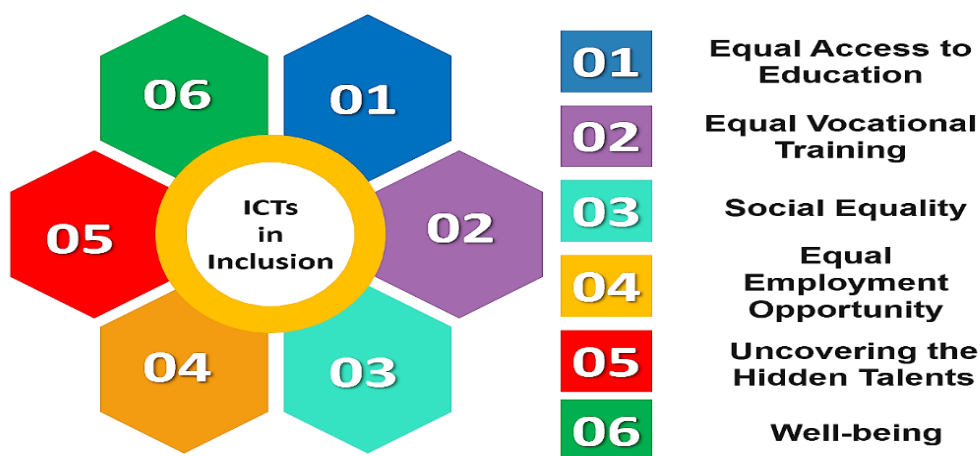 06
01
05
02
04
03
ICTs
in
Inclusion
01
Equal Access to
Education
02
Equal Vocational
Training
03
Social Equality
04
Equal
Employment
Opportunity
05
Uncovering the
Hidden Talents
06
Well-being